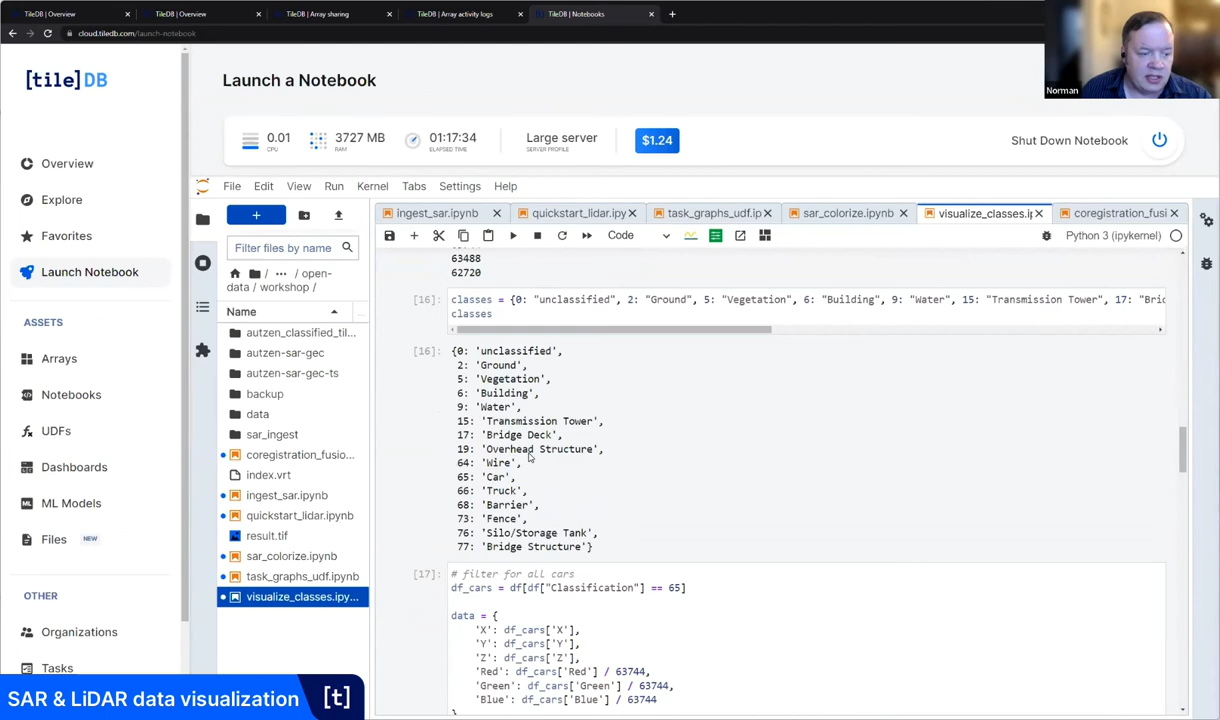 TileDB | Overview
TileDB | Overview
TileDB | Array sharing
TileDB | Array activity logs
TileDB | Notebooks
cloud.tiledb.com/launch-notebook
Norman
[tile]DB
Launch a Notebook
0.01
CPU
3727 MB
RAM
01:17:34
ELAPSED TIME
Large server
SERVER PROFILE
$1.24
Shut Down Notebook
Overview
Explore
Favorites
Launch Notebook
ASSETS
Arrays
Notebooks
UDFs
Dashboards
ML Models
Files NEW
OTHER
Organizations
Tasks
File Edit View Run Kernel Tabs Settings Help
Filter files by name
/ ··· / open-
data / workshop /
Name
autzen_classified_til...
autzen-sar-gec
autzen-sar-gec-ts
backup
data
sar_ingest
coregistration_fusio...
index.vrt
ingest_sar.ipynb
quickstart_lidar.ipynb
result.tif
sar_colorize.ipynb
task_graphs_udf.ipynb
visualize_classes.ipy...
ingest_sar.ipynb
quickstart_lidar.ipy
task_graphs_udf.ip
sar_colorize.ipynb
visualize_classes.ip
coregistration_fusi
Code
Python 3 (ipykernel)
63488
62720
[16]: classes = {0: "unclassified", 2: "Ground", 5: "Vegetation", 6: "Building", 9: "Water", 15: "Transmission Tower", 17: "Bric
classes
[16]: {0: 'unclassified',
2: 'Ground',
5: 'Vegetation',
6: 'Building',
9: 'Water',
15: 'Transmission Tower',
17: 'Bridge Deck',
19: 'Overhead Structure',
64: 'Wire',
65: 'Car',
66: 'Truck',
68: 'Barrier',
73: 'Fence',
76: 'Silo/Storage Tank',
77: 'Bridge Structure'}
[17]: # filter for all cars
df_cars = df[df["Classification"] == 65]
data = {
'X': df_cars['X'],
'Y': df_cars['Y'],
'Z': df_cars['Z'],
'Red': df_cars['Red'] / 63744,
'Green': df_cars['Green'] / 63744,
'Blue': df_cars['Blue'] / 63744
SAR & LiDAR data visualization
[t]